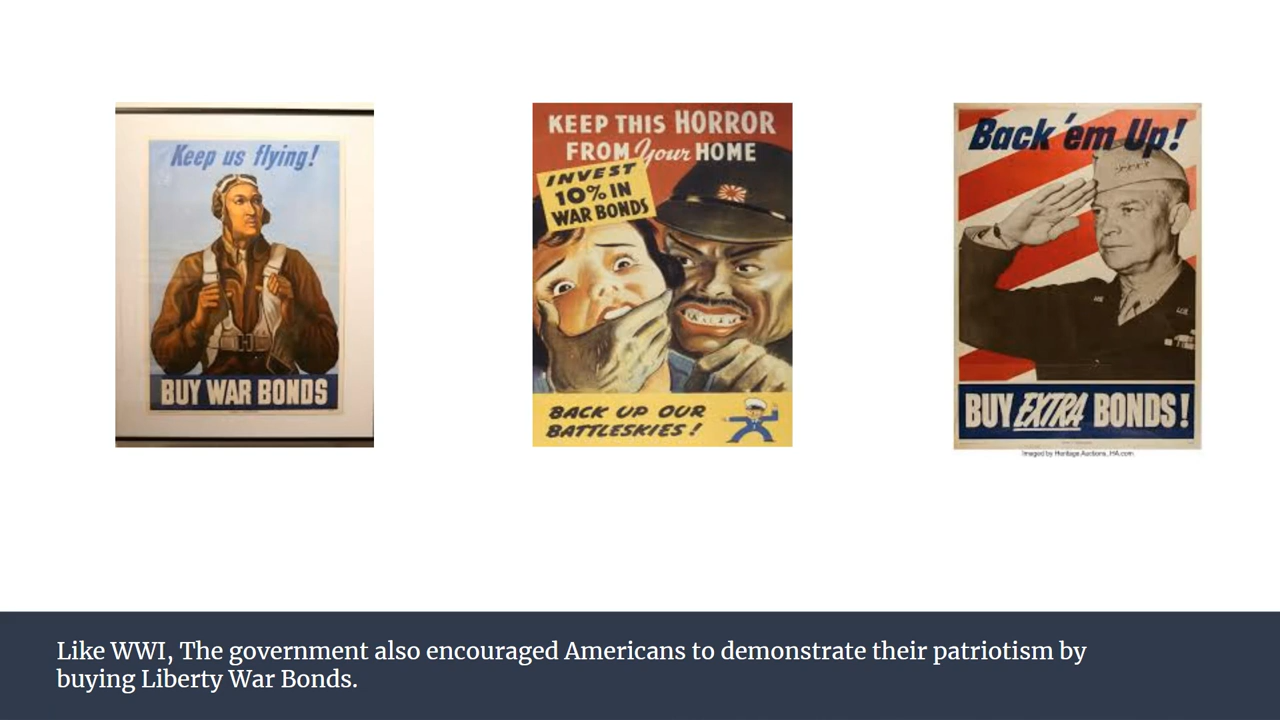 Keep us flying!
BUY WAR BONDS
KEEP THIS HORROR
FROM Your HOME
INVEST
10% IN
WAR BONDS
BACK UP OUR
BATTLESKIES!
Back 'em Up!
BUY EXTRA BONDS!
Imaged by Heritage Auctions, HA.com
Like WWI, The government also encouraged Americans to demonstrate their patriotism by
buying Liberty War Bonds.